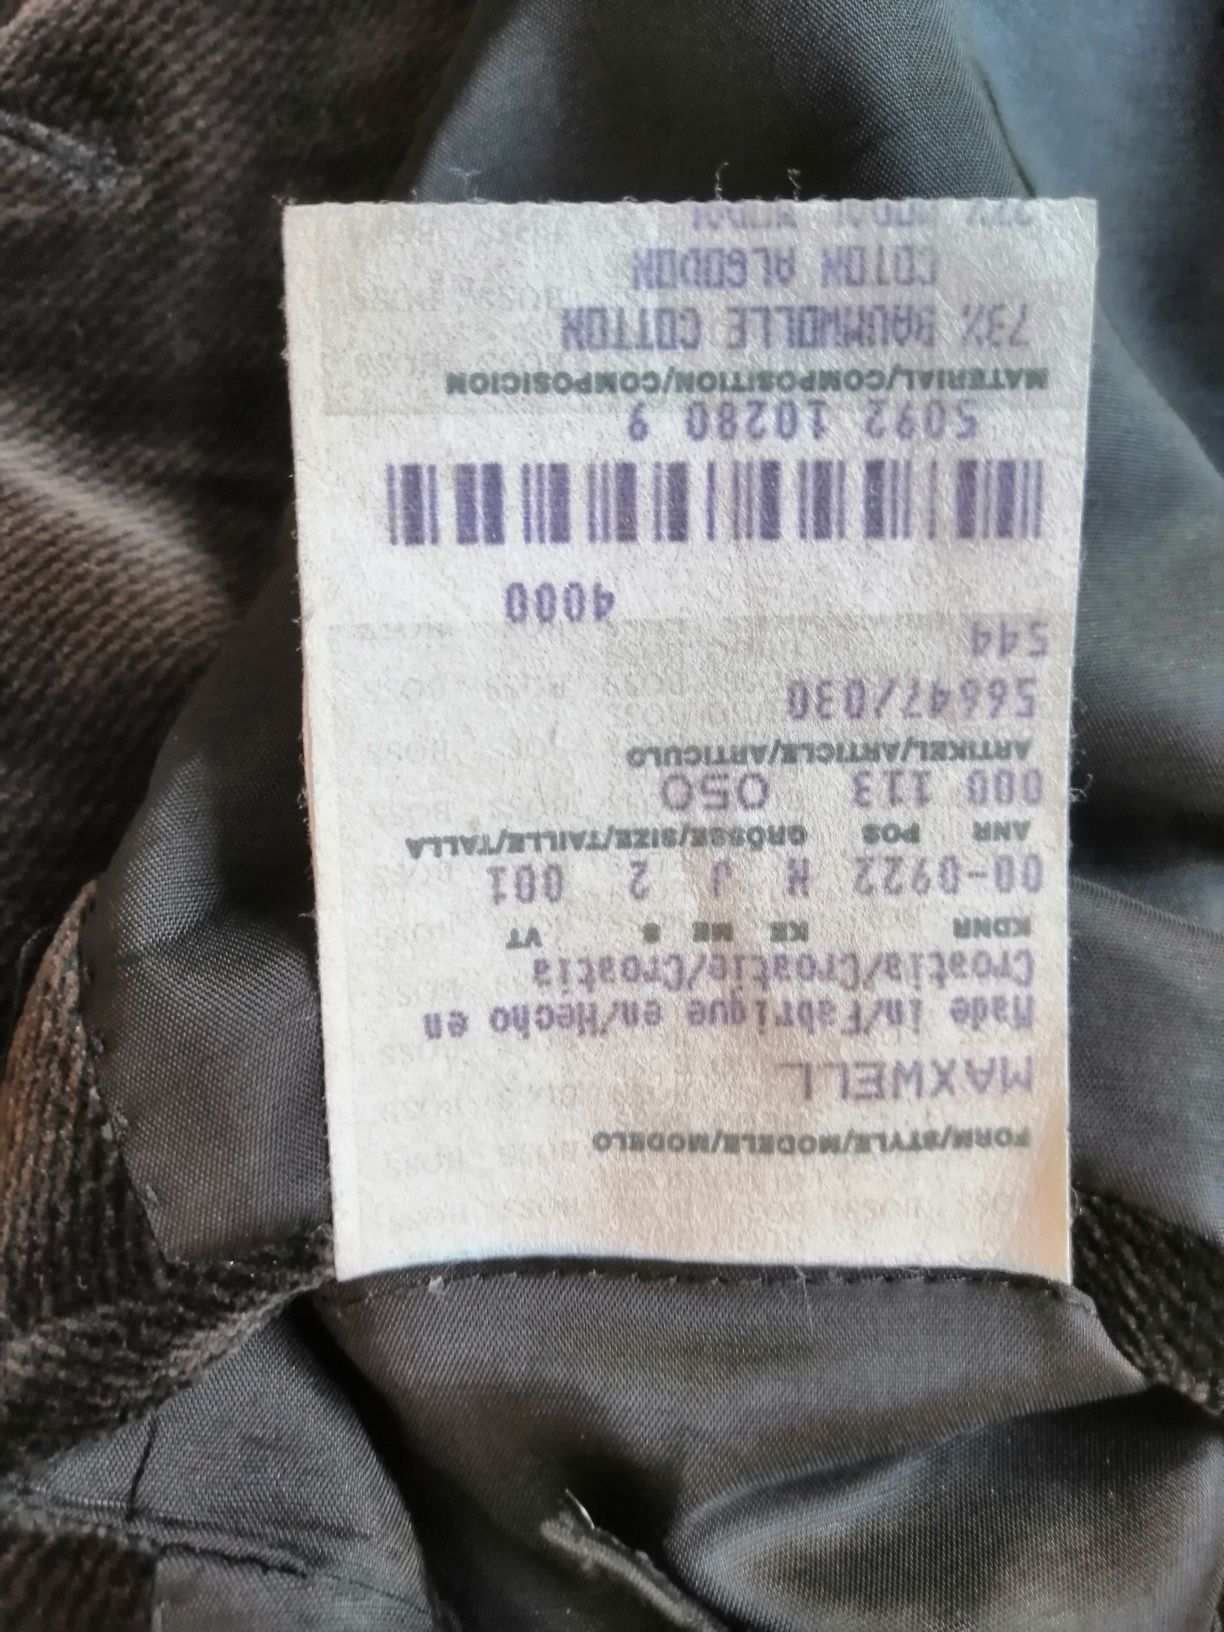 FORM/STYLE/MODELE/MODELO
MAXWELL
Made in/Fabrique en/Hecho en
Croatia/Croatie/Croatia
KDNR KE ME S VT
00-0922 N J 2 001
ANR POS GRÖSSE/SIZE/TAILLE/TALLA
000 113 050
ARTIKEL/ARTICLE/ARTICULO
56647/030
544
4000
5092 10280 9
MATERIAL/COMPOSITION/COMPOSICION
73% BAUMWOLLE COTTON
COTON ALGODON